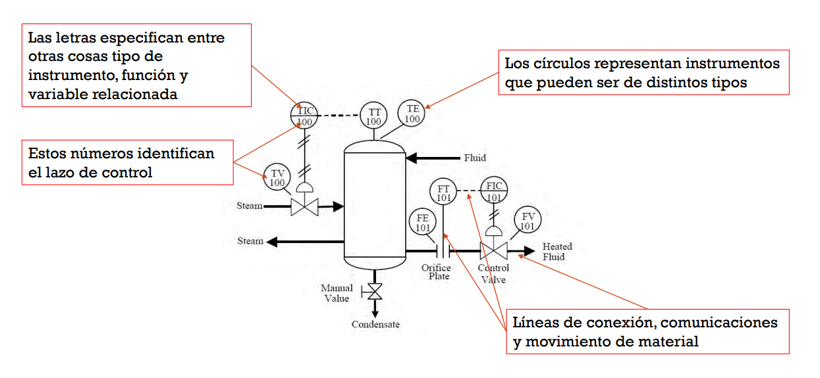 Las letras especifican entre
otras cosas tipo de
instrumento, función y
variable relacionada
Los círculos representan instrumentos
que pueden ser de distintos tipos
Estos números identifican
el lazo de control
TIC
100
TT
100
TE
100
TV
100
Fluid
Steam
Steam
FT
101
FIC
101
FE
101
FV
101
Orifice
Plate
Control
Valve
Heated
Fluid
Manual
Value
Condensate
Líneas de conexión, comunicaciones
y movimiento de material